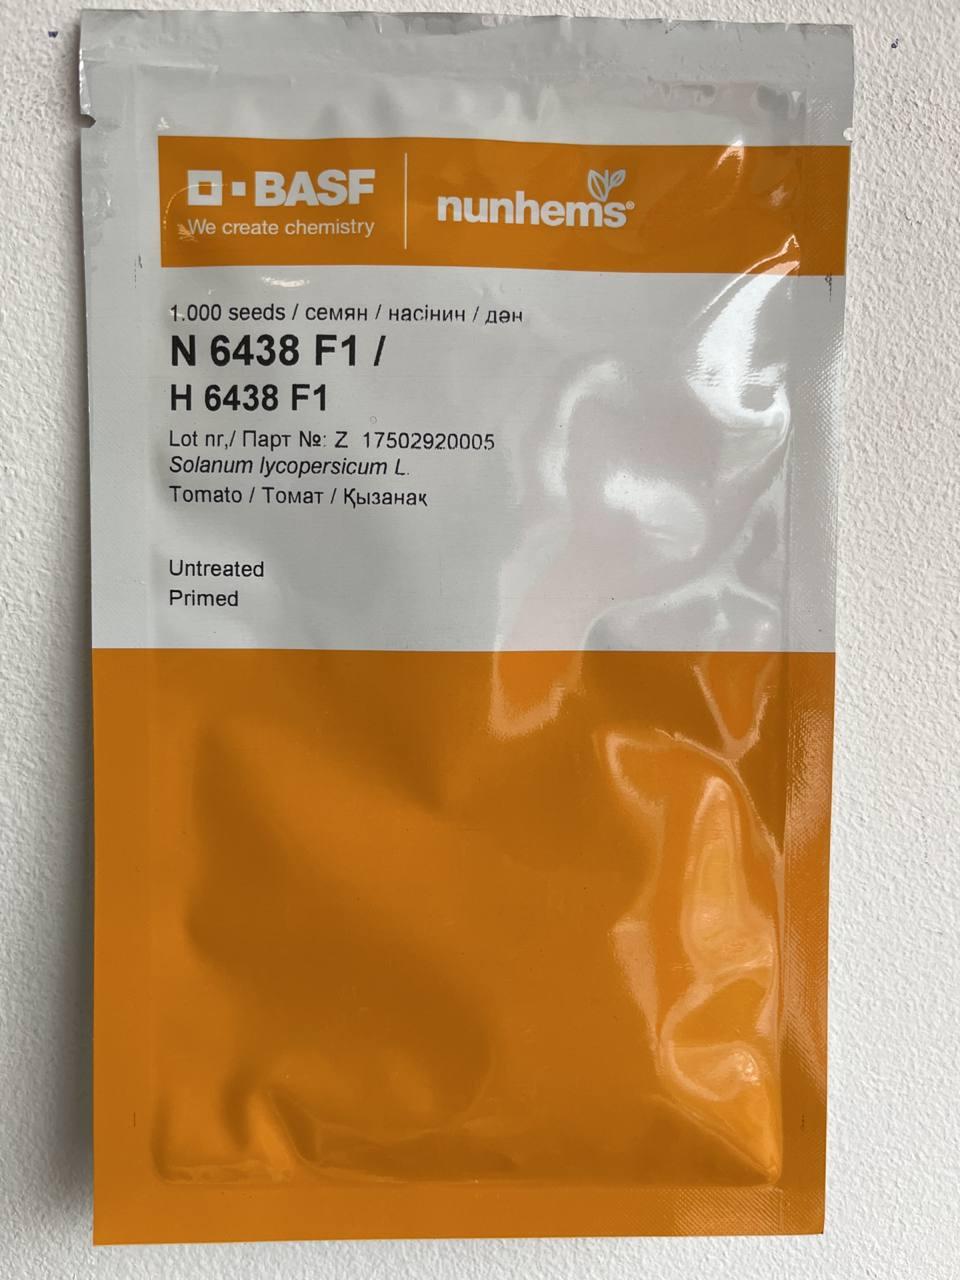 BASF
We create chemistry
nunhems®
1.000 seeds / семян / насінин / дән
N 6438 F1 /
H 6438 F1
Lot nr,/ Парт №: Z 17502920005
Solanum lycopersicum L.
Tomato / Томат / Қызанақ
Untreated
Primed